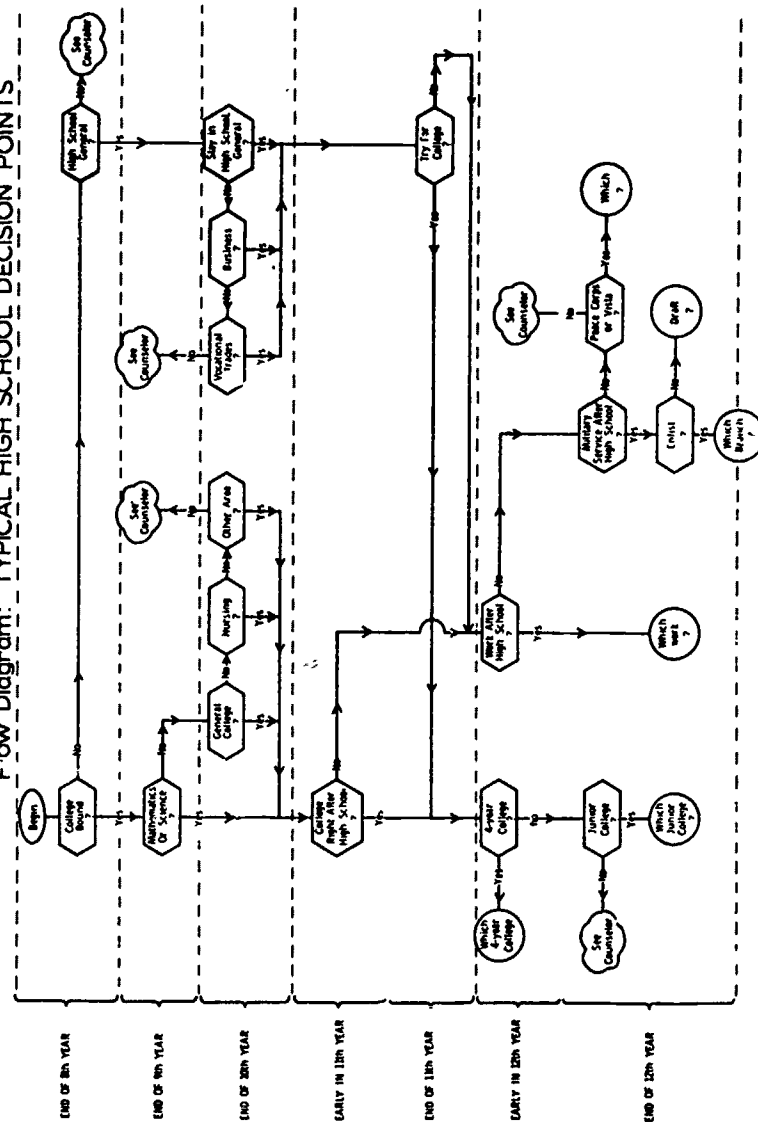 Flow Diagram: TYPICAL HIGH SCHOOL DECISION POINTS
END OF 8th YEAR
Begin
College
Bound
?
No
Yes
High School
General
?
No
See
Counselor
Yes
END OF 9th YEAR
Mathematics
Or Science
?
No
Yes
See
Counselor
See
Counselor
END OF 10th YEAR
General
College
?
No
Yes
Nursing
?
No
Yes
Other Area
?
No
Yes
Vocational
Trades
?
No
Yes
Business
?
No
Yes
Stay in
High School
General
?
No
Yes
EARLY IN 11th YEAR
College
Right After
High School
?
No
Yes
END OF 11th YEAR
Try for
College
?
No
Yes
EARLY IN 12th YEAR
Which
4-year
College
Yes
4-year
College
?
No
Work After
High School
?
No
Yes
See
Counselor
END OF 12th YEAR
See
Counselor
No
Junior
College
?
Yes
Which
Junior
College
?
Which
work
?
Military
Service After
High School
?
No
Yes
Peace Corps
or Vista
?
No
Yes
Which
?
Enlist
?
No
Yes
Draft
?
Which
Branch
?